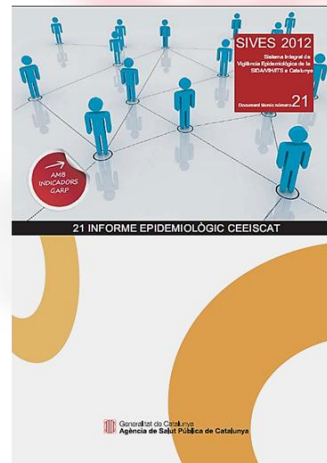 SIVES 2012
Sistema Integral de
Vigilància Epidemiològica de la
SIDA/VIH/ITS a Catalunya
Document tècnic número 21
AMB
INDICADORS
GARP
21 INFORME EPIDEMIOLÒGIC CEEISCAT
Generalitat de Catalunya
Agència de Salut Pública de Catalunya